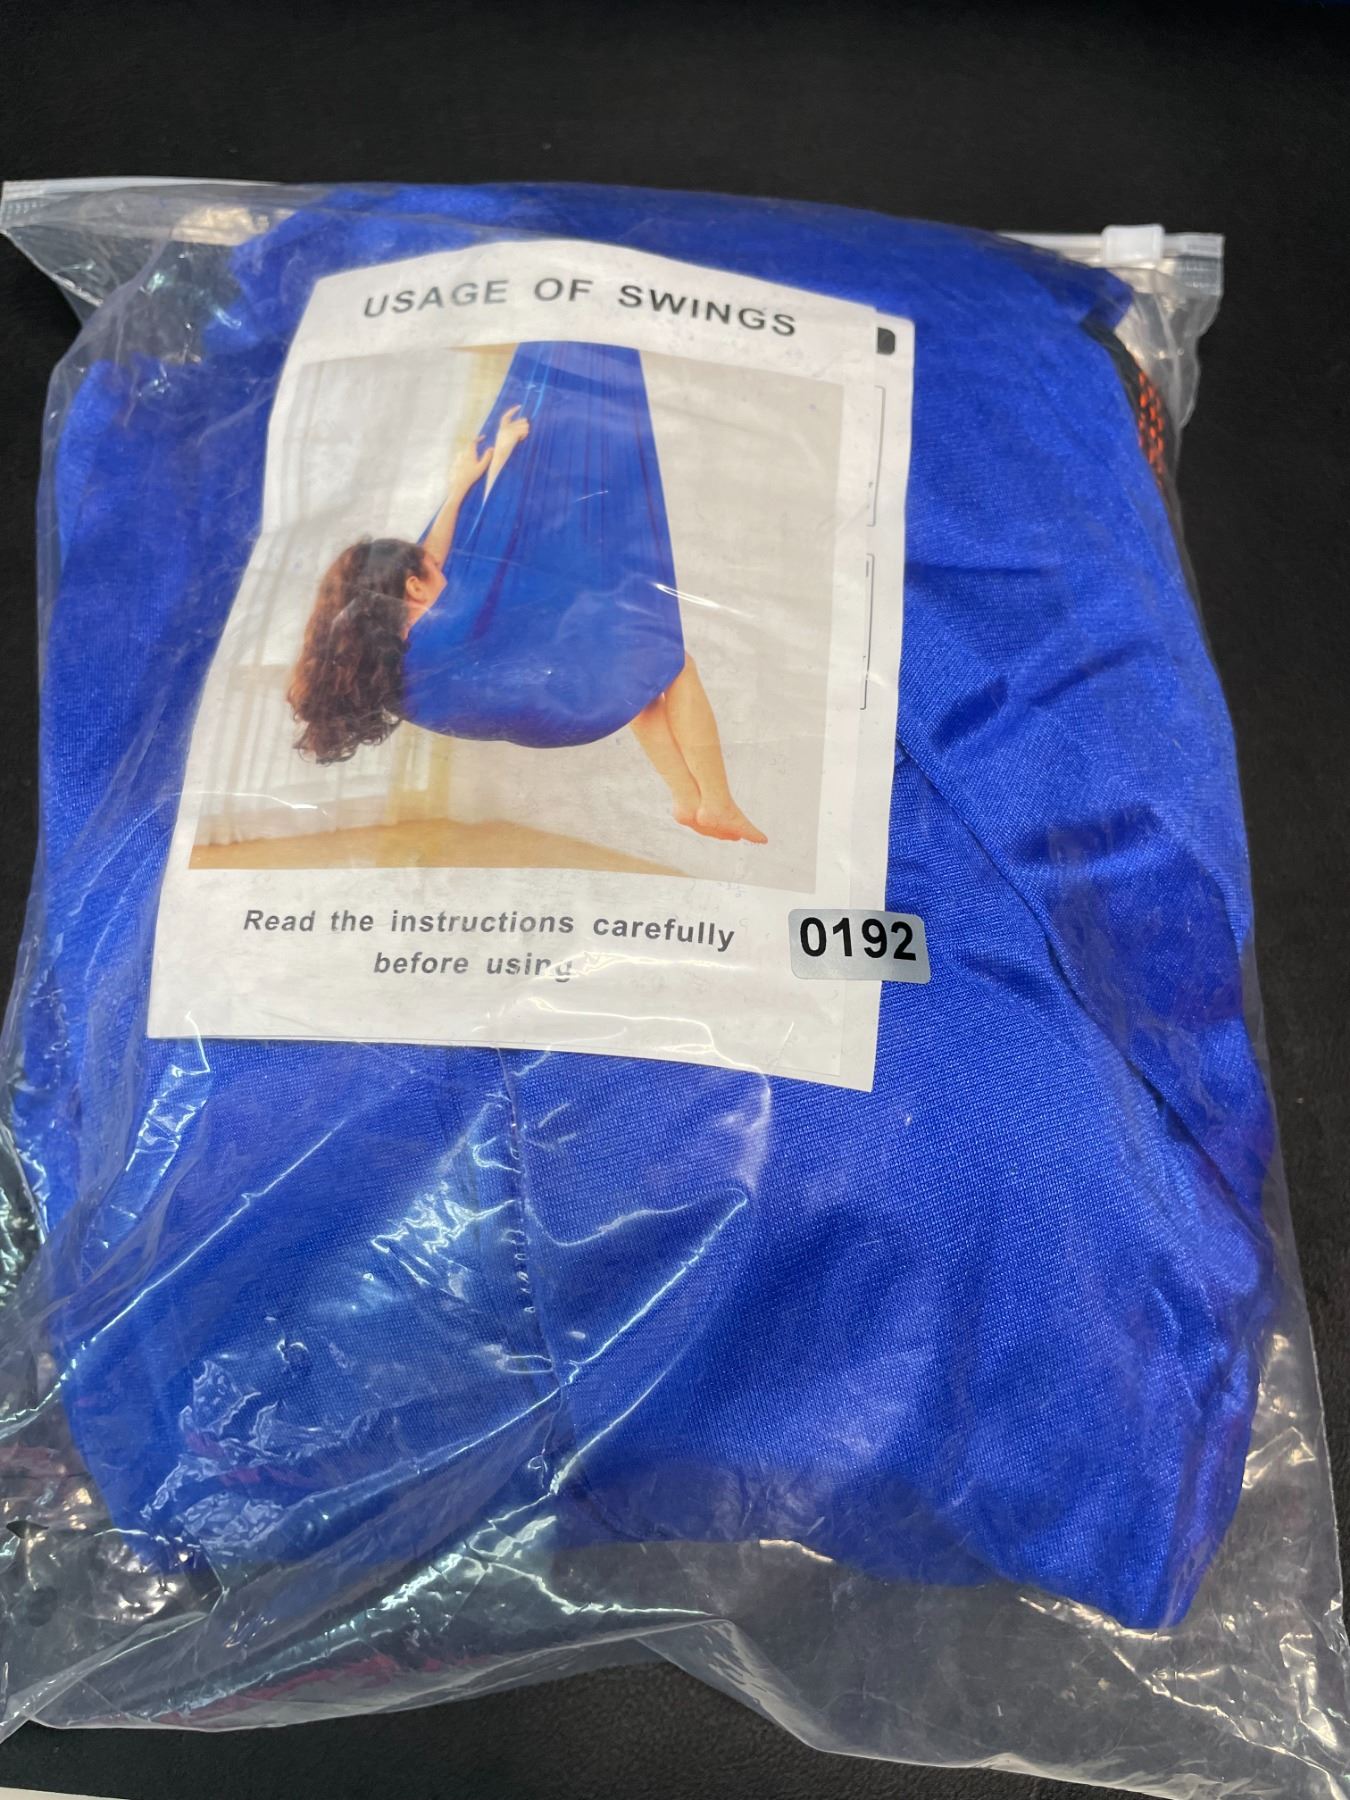 USAGE OF SWINGS
Read the instructions carefully
before using
0192